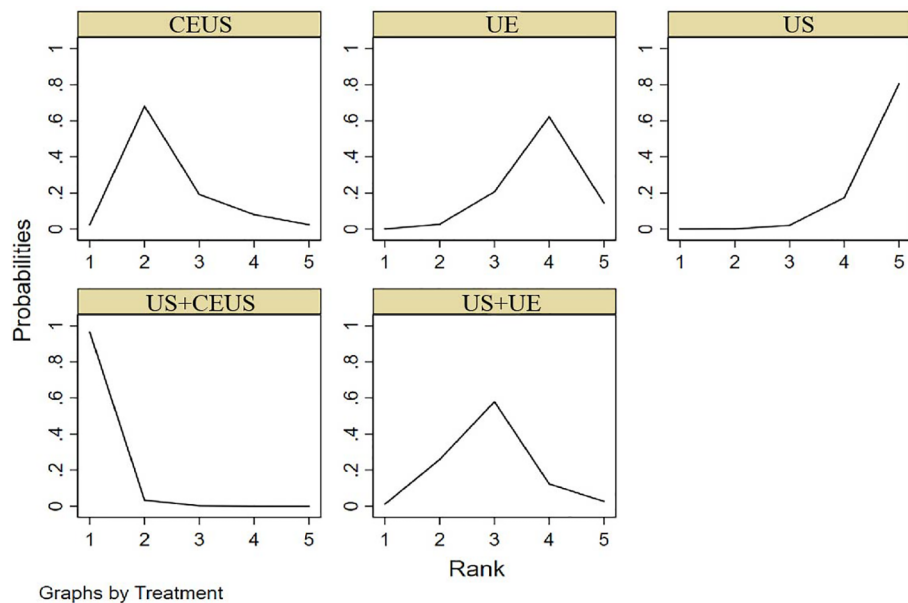 CEUS
UE
US
Probabilities
0 .2 .4 .6 .8 1
1 2 3 4 5
0 .2 .4 .6 .8 1
1 2 3 4 5
0 .2 .4 .6 .8 1
1 2 3 4 5
US+CEUS
US+UE
0 .2 .4 .6 .8 1
1 2 3 4 5
0 .2 .4 .6 .8 1
1 2 3 4 5
Rank
Graphs by Treatment